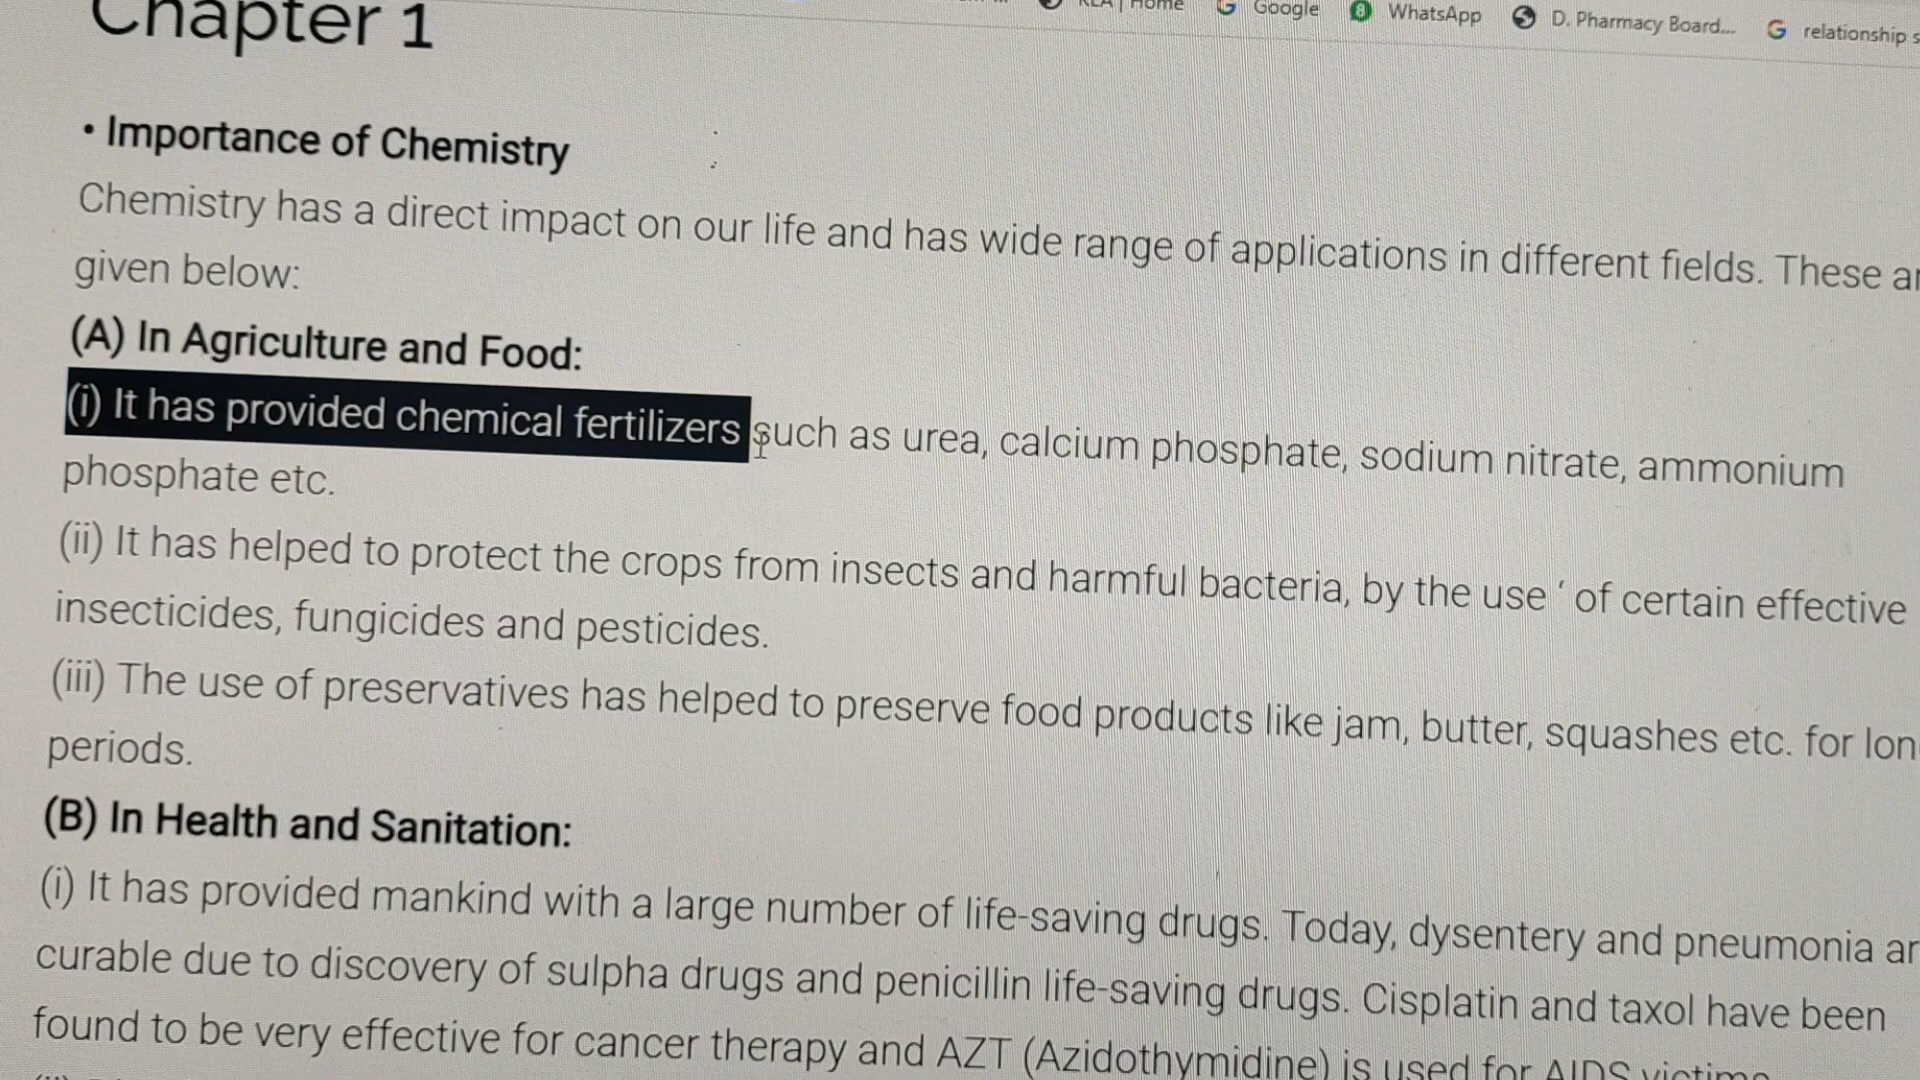 KEA | Home Google WhatsApp D. Pharmacy Board... relationship
Chapter 1
• Importance of Chemistry
Chemistry has a direct impact on our life and has wide range of applications in different fields. These
given below:
(A) In Agriculture and Food:
(i) It has provided chemical fertilizers such as urea, calcium phosphate, sodium nitrate, ammonium
phosphate etc.
(ii) It has helped to protect the crops from insects and harmful bacteria, by the use ‘ of certain effective
insecticides, fungicides and pesticides.
(iii) The use of preservatives has helped to preserve food products like jam, butter, squashes etc. for
periods.
(B) In Health and Sanitation:
(i) It has provided mankind with a large number of life-saving drugs. Today, dysentery and pneumonia
curable due to discovery of sulpha drugs and penicillin life-saving drugs. Cisplatin and taxol have been
found to be very effective for cancer therapy and AZT (Azidothymidine) is used for AIDS